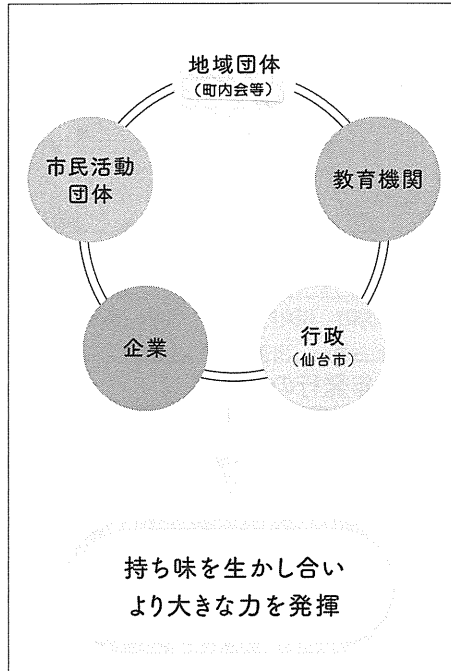 地域団体
（町内会等）
市民活動
団体
教育機関
企業
行政
（仙台市）
持ち味を生かし合い
より大きな力を発揮